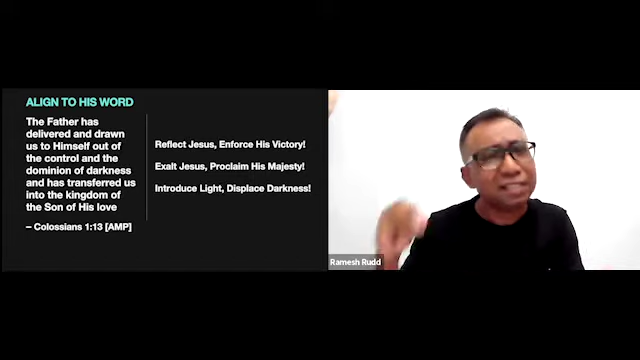 ALIGN TO HIS WORD
The Father has
delivered and drawn
us to Himself out of
the control and the
dominion of darkness
and has transferred us
into the kingdom of
the Son of His love
– Colossians 1:13 [AMP]
Reflect Jesus, Enforce His Victory!
Exalt Jesus, Proclaim His Majesty!
Introduce Light, Displace Darkness!
Ramesh Rudd